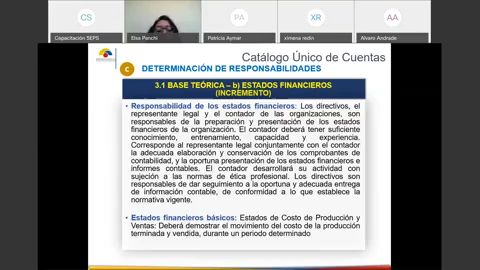 CS
PA
XR
AA
Capacitación SEPS
Elsa Panchi
Patricia Aymar
ximena redin
Alvaro Andrade
Catálogo Único de Cuentas
C
DETERMINACIÓN DE RESPONSABILIDADES
3.1 BASE TEÓRICA – b) ESTADOS FINANCIEROS
(INCREMENTO)
• Responsabilidad de los estados financieros: Los directivos, el
representante legal y el contador de las organizaciones, son
responsables de la preparación y presentación de los estados
financieros de la organización. El contador deberá tener suficiente
conocimiento, entrenamiento, capacidad y experiencia.
Corresponde al representante legal conjuntamente con el contador
la adecuada elaboración y conservación de los comprobantes de
contabilidad, y la oportuna presentación de los estados financieros e
informes contables. El contador desarrollará su actividad con
sujeción a las normas de ética profesional. Los directivos son
responsables de dar seguimiento a la oportuna y adecuada entrega
de información contable, de conformidad a lo que establece la
normativa vigente.
• Estados financieros básicos: Estados de Costo de Producción y
Ventas: Deberá demostrar el movimiento del costo de la producción
terminada y vendida, durante un periodo determinado